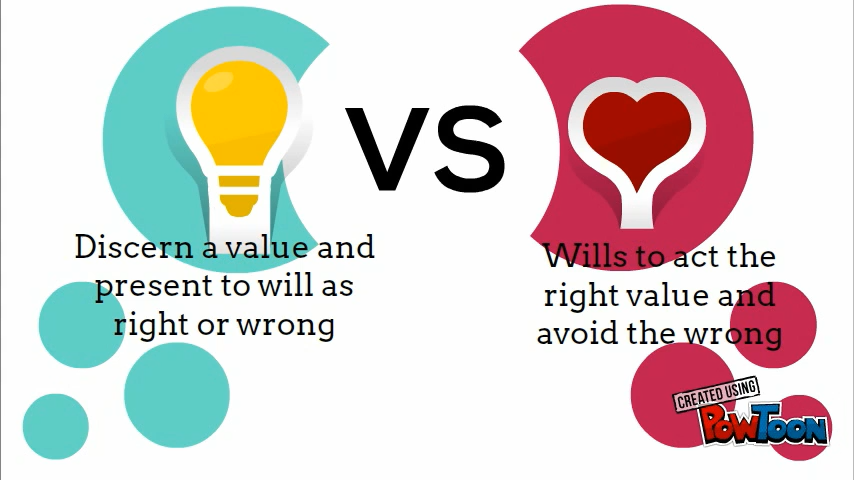 VS
Discern a value and
present to will as
right or wrong
Wills to act the
right value and
avoid the wrong
CREATED USING
POWTOON